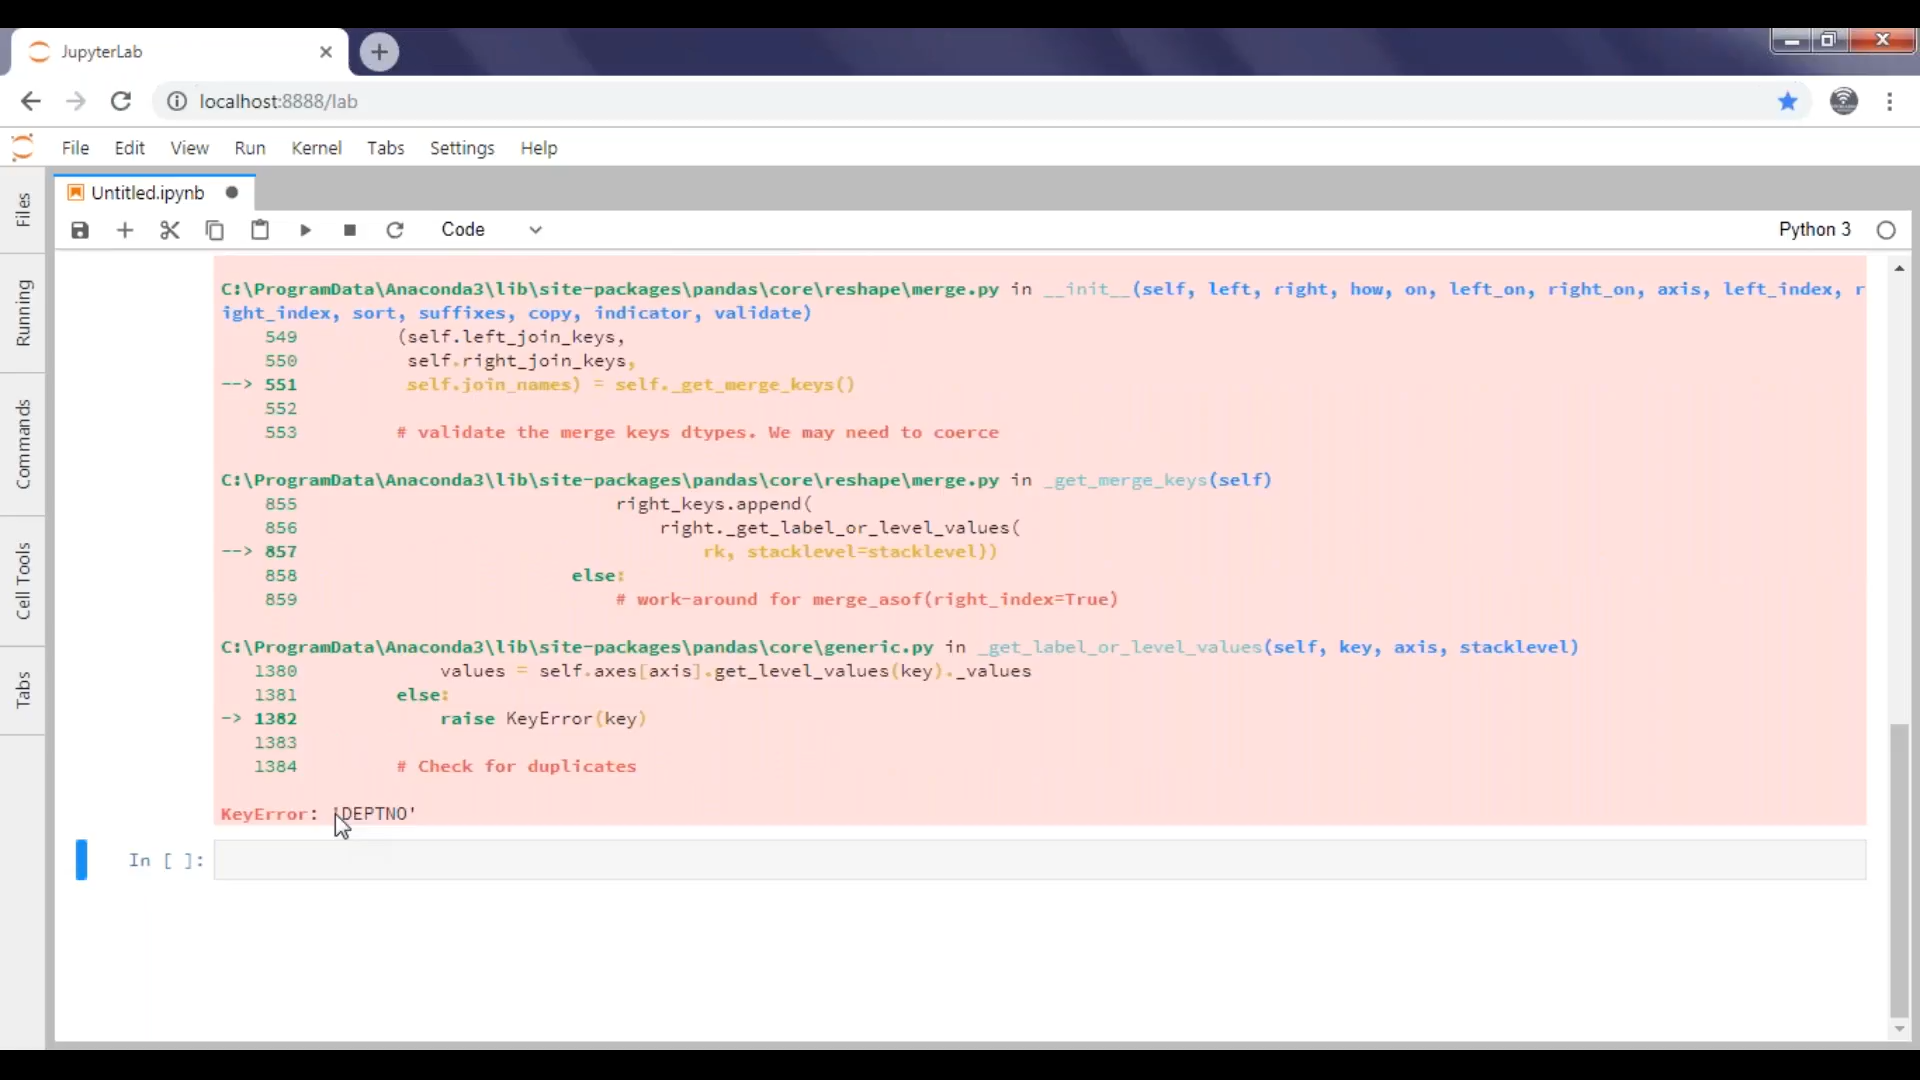 JupyterLab
localhost:8888/lab
File Edit View Run Kernel Tabs Settings Help
Untitled.ipynb
Code
Python 3
Files
Running
Commands
Cell Tools
Tabs
C:\ProgramData\Anaconda3\lib\site-packages\pandas\core\reshape\merge.py in __init__(self, left, right, how, on, left_on, right_on, axis, left_index, r
ight_index, sort, suffixes, copy, indicator, validate)
549 (self.left_join_keys,
550 self.right_join_keys,
--> 551 self.join_names) = self._get_merge_keys()
552
553 # validate the merge keys dtypes. We may need to coerce
C:\ProgramData\Anaconda3\lib\site-packages\pandas\core\reshape\merge.py in _get_merge_keys(self)
855 right_keys.append(
856 right._get_label_or_level_values(
--> 857 rk, stacklevel=stacklevel))
858 else:
859 # work-around for merge_asof(right_index=True)
C:\ProgramData\Anaconda3\lib\site-packages\pandas\core\generic.py in _get_label_or_level_values(self, key, axis, stacklevel)
1380 values = self.axes[axis].get_level_values(key)._values
1381 else:
-> 1382 raise KeyError(key)
1383
1384 # Check for duplicates
KeyError: 'DEPTNO'
In [ ]: